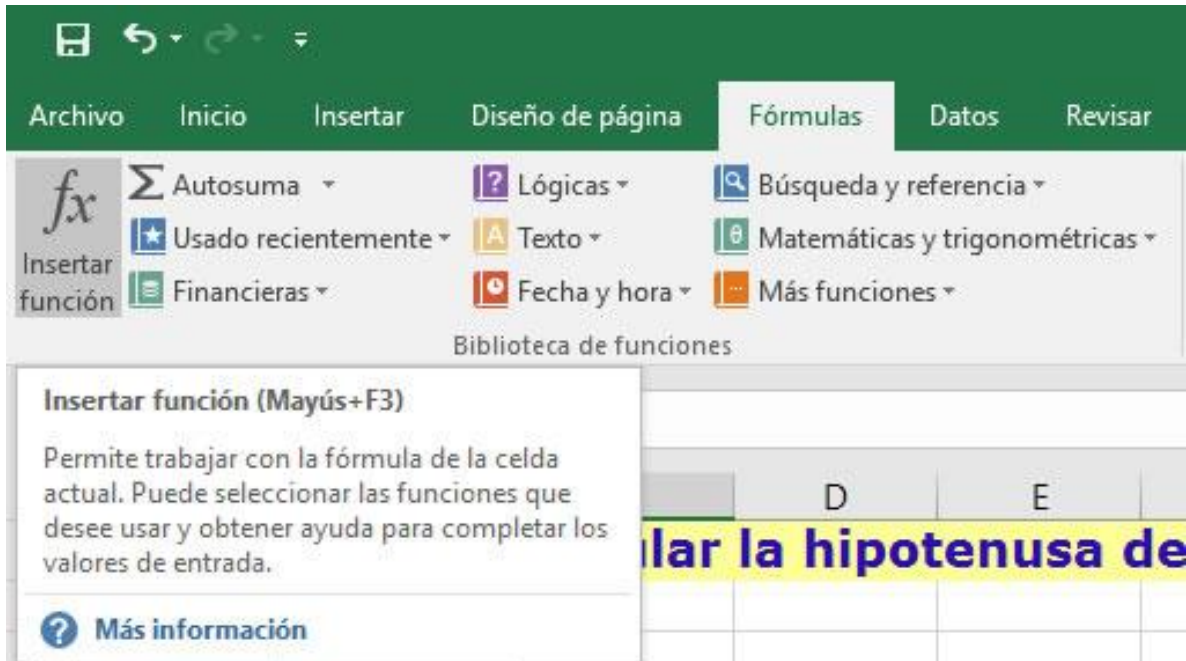 Archivo Inicio Insertar Diseño de página Fórmulas Datos Revisar
fx Insertar función
Σ Autosuma
Usado recientemente
Financieras
? Lógicas
A Texto
Fecha y hora
Búsqueda y referencia
θ Matemáticas y trigonométricas
Más funciones
Biblioteca de funciones
Insertar función (Mayús+F3)
Permite trabajar con la fórmula de la celda
actual. Puede seleccionar las funciones que
desee usar y obtener ayuda para completar los
valores de entrada.
? Más información
D E
lar la hipotenusa de